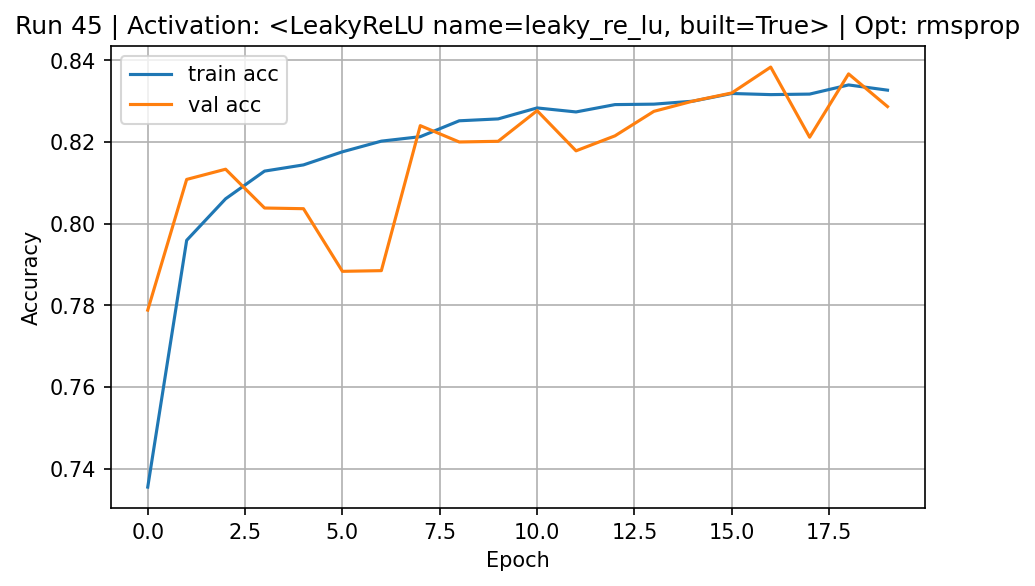 Run 45 | Activation: <LeakyReLU name=leaky_re_lu, built=True> | Opt: rmsprop
train acc
val acc
0.84
0.82
0.80
0.78
0.76
0.74
Accuracy
0.0 2.5 5.0 7.5 10.0 12.5 15.0 17.5
Epoch